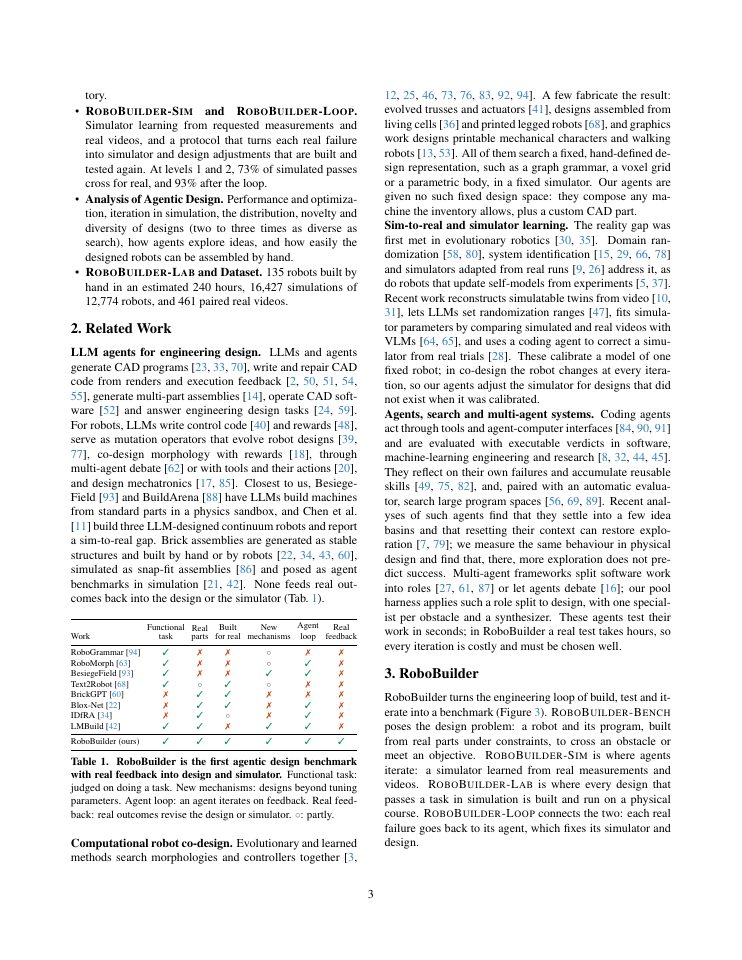 tory.
• ROBOBUILDER-SIM and ROBOBUILDER-LOOP.
Simulator learning from requested measurements and
real videos, and a protocol that turns each real failure
into simulator and design adjustments that are built and
tested again. At levels 1 and 2, 73% of simulated passes
cross for real, and 93% after the loop.
• Analysis of Agentic Design. Performance and optimiza-
tion, iteration in simulation, the distribution, novelty and
diversity of designs (two to three times as diverse as
search), how agents explore ideas, and how easily the
designed robots can be assembled by hand.
• ROBOBUILDER-LAB and Dataset. 135 robots built by
hand in an estimated 240 hours, 16,427 simulations of
12,774 robots, and 461 paired real videos.
2. Related Work
LLM agents for engineering design. LLMs and agents
generate CAD programs [23, 33, 70], write and repair CAD
code from renders and execution feedback [2, 50, 51, 54,
55], generate multi-part assemblies [14], operate CAD soft-
ware [52] and answer engineering design tasks [24, 59].
For robots, LLMs write control code [40] and rewards [48],
serve as mutation operators that evolve robot designs [39,
77], co-design morphology with rewards [18], through
multi-agent debate [62] or with tools and their actions [20],
and design mechatronics [17, 85]. Closest to us, Besiege-
Field [93] and BuildArena [88] have LLMs build machines
from standard parts in a physics sandbox, and Chen et al.
[11] build three LLM-designed continuum robots and report
a sim-to-real gap. Brick assemblies are generated as stable
structures and built by hand or by robots [22, 34, 43, 60],
simulated as snap-fit assemblies [86] and posed as agent
benchmarks in simulation [21, 42]. None feeds real out-
comes back into the design or the simulator (Tab. 1).
Work Functional task Real parts Built for real New mechanisms Agent loop Real feedback
RoboGrammar [94] ✓ ✗ ✗ ○ ✗ ✗
RoboMorph [63] ✓ ✗ ✗ ○ ✓ ✗
BesiegeField [93] ✓ ✗ ✗ ✓ ✓ ✗
Text2Robot [68] ✓ ○ ✓ ○ ✗ ✗
BrickGPT [60] ✗ ✓ ✓ ✗ ✗ ✗
Blox-Net [22] ✗ ✓ ✓ ✗ ✓ ✗
IDfRA [34] ✗ ✓ ○ ✗ ✓ ✗
LMBuild [42] ✓ ✓ ✗ ✓ ✓ ✗
RoboBuilder (ours) ✓ ✓ ✓ ✓ ✓ ✓
Table 1. RoboBuilder is the first agentic design benchmark
with real feedback into design and simulator. Functional task:
judged on doing a task. New mechanisms: designs beyond tuning
parameters. Agent loop: an agent iterates on feedback. Real feed-
back: real outcomes revise the design or simulator. ○: partly.
Computational robot co-design. Evolutionary and learned
methods search morphologies and controllers together [3,
12, 25, 46, 73, 76, 83, 92, 94]. A few fabricate the result:
evolved trusses and actuators [41], designs assembled from
living cells [36] and printed legged robots [68], and graphics
work designs printable mechanical characters and walking
robots [13, 53]. All of them search a fixed, hand-defined de-
sign representation, such as a graph grammar, a voxel grid
or a parametric body, in a fixed simulator. Our agents are
given no such fixed design space: they compose any ma-
chine the inventory allows, plus a custom CAD part.
Sim-to-real and simulator learning. The reality gap was
first met in evolutionary robotics [30, 35]. Domain ran-
domization [58, 80], system identification [15, 29, 66, 78]
and simulators adapted from real runs [9, 26] address it, as
do robots that update self-models from experiments [5, 37].
Recent work reconstructs simulatable twins from video [10,
31], lets LLMs set randomization ranges [47], fits simula-
tor parameters by comparing simulated and real videos with
VLMs [64, 65], and uses a coding agent to correct a simu-
lator from real trials [28]. These calibrate a model of one
fixed robot; in co-design the robot changes at every itera-
tion, so our agents adjust the simulator for designs that did
not exist when it was calibrated.
Agents, search and multi-agent systems. Coding agents
act through tools and agent-computer interfaces [84, 90, 91]
and are evaluated with executable verdicts in software,
machine-learning engineering and research [8, 32, 44, 45].
They reflect on their own failures and accumulate reusable
skills [49, 75, 82], and, paired with an automatic evalua-
tor, search large program spaces [56, 69, 89]. Recent anal-
yses of such agents find that they settle into a few idea
basins and that resetting their context can restore explo-
ration [7, 79]; we measure the same behaviour in physical
design and find that, there, more exploration does not pre-
dict success. Multi-agent frameworks split software work
into roles [27, 61, 87] or let agents debate [16]; our pool
harness applies such a role split to design, with one special-
ist per obstacle and a synthesizer. These agents test their
work in seconds; in RoboBuilder a real test takes hours, so
every iteration is costly and must be chosen well.
3. RoboBuilder
RoboBuilder turns the engineering loop of build, test and it-
erate into a benchmark (Figure 3). ROBOBUILDER-BENCH
poses the design problem: a robot and its program, built
from real parts under constraints, to cross an obstacle or
meet an objective. ROBOBUILDER-SIM is where agents
iterate: a simulator learned from real measurements and
videos. ROBOBUILDER-LAB is where every design that
passes a task in simulation is built and run on a physical
course. ROBOBUILDER-LOOP connects the two: each real
failure goes back to its agent, which fixes its simulator and
design.
3